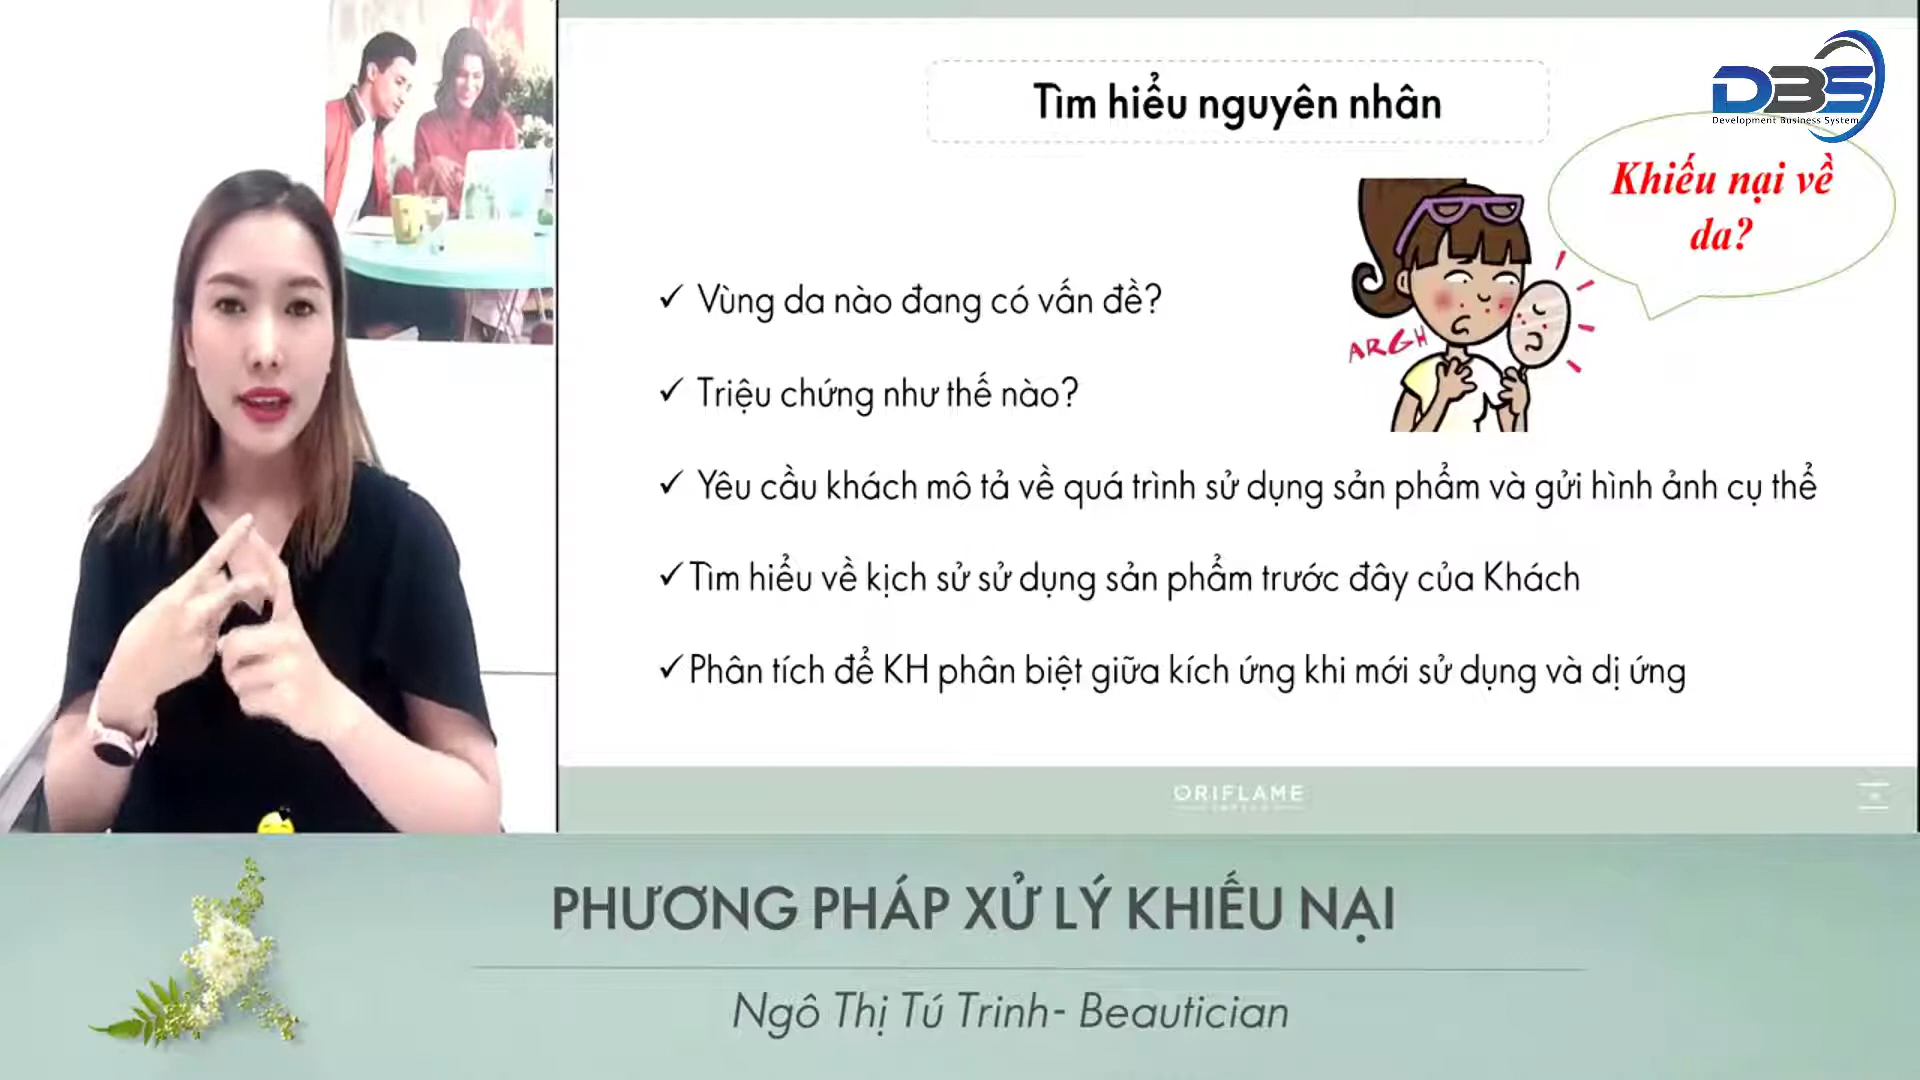 Tìm hiểu nguyên nhân
DBS
Development Business System
Khiếu nại về
da?
ARGH
✓ Vùng da nào đang có vấn đề?
✓ Triệu chứng như thế nào?
✓ Yêu cầu khách mô tả về quá trình sử dụng sản phẩm và gửi hình ảnh cụ thể
✓ Tìm hiểu về kịch sử sử dụng sản phẩm trước đây của Khách
✓ Phân tích để KH phân biệt giữa kích ứng khi mới sử dụng và dị ứng
ORIFLAME
PHƯƠNG PHÁP XỬ LÝ KHIẾU NẠI
Ngô Thị Tú Trinh- Beautician